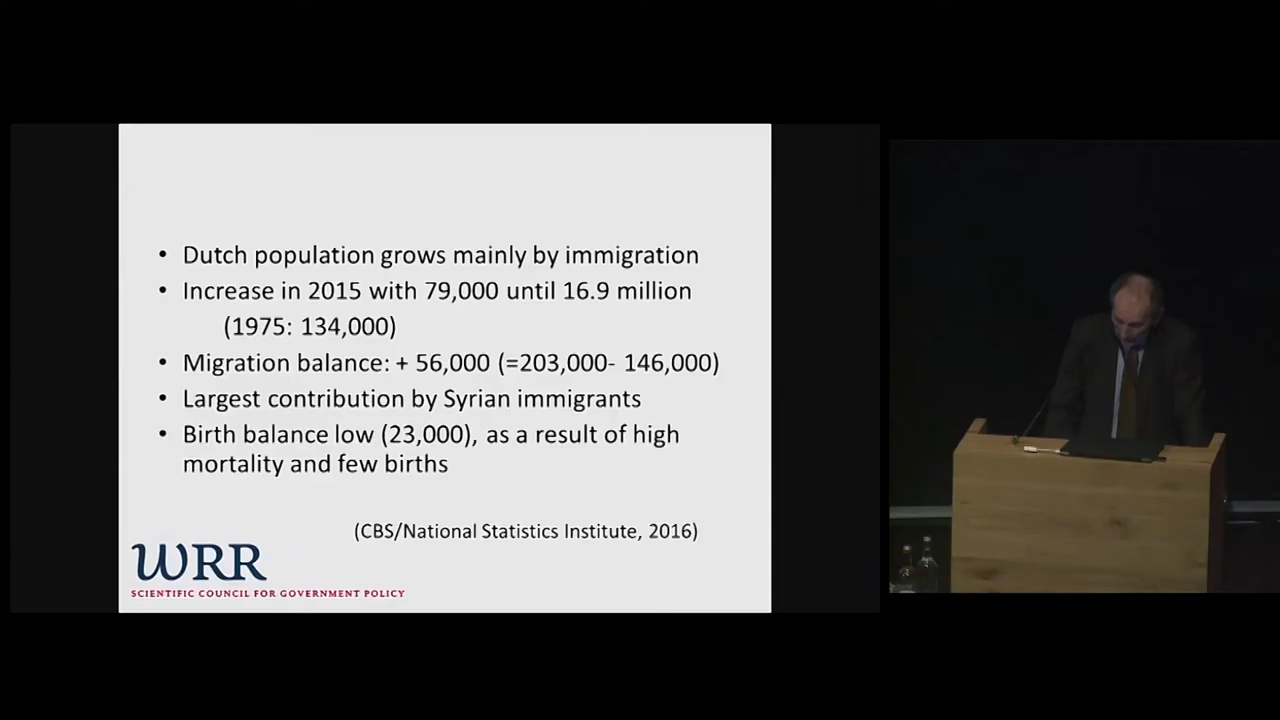 • Dutch population grows mainly by immigration
• Increase in 2015 with 79,000 until 16.9 million
(1975: 134,000)
• Migration balance: + 56,000 (=203,000- 146,000)
• Largest contribution by Syrian immigrants
• Birth balance low (23,000), as a result of high
mortality and few births
(CBS/National Statistics Institute, 2016)
WRR
SCIENTIFIC COUNCIL FOR GOVERNMENT POLICY